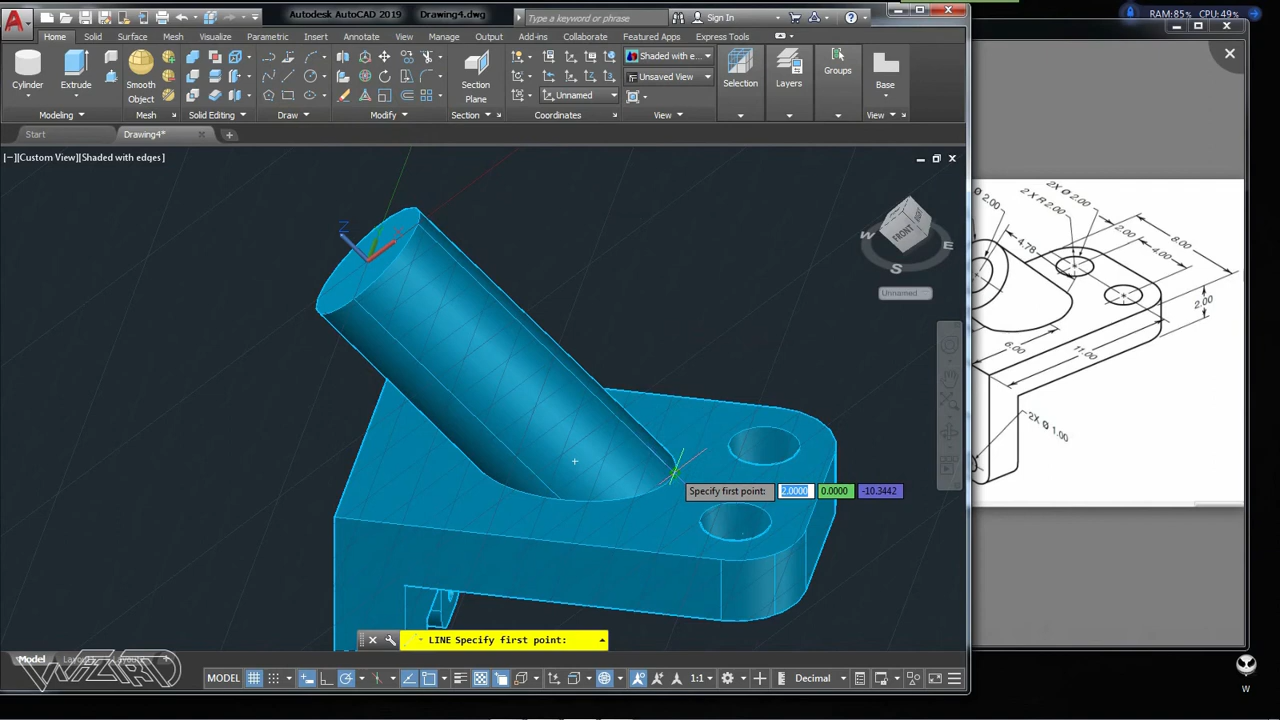 RAM:85% CPU:49%
Autodesk AutoCAD 2019 Drawing4.dwg
Type a keyword or phrase
Sign In
Home Solid Surface Mesh Visualize Parametric Insert Annotate View Manage Output Add-ins Collaborate Featured Apps Express Tools
Shaded with e...
Unsaved View
Unnamed
Cylinder Extrude Smooth Object Section Plane Selection Layers Groups Base
Modeling Mesh Solid Editing Draw Modify Section Coordinates View View
Start Drawing4*
[−][Custom View][Shaded with edges]
Z
FRONT
RIGHT
W
E
S
Unnamed
2X Ø 2.00
2X R 2.00
Ø 2.00
2.00
8.00
4.78
4.00
2.00
6.00
11.00
2X Ø 1.00
Specify first point: 2.0000 0.0000 -10.3442
LINE Specify first point:
Model
WIZARD
MODEL 1:1 Decimal
W